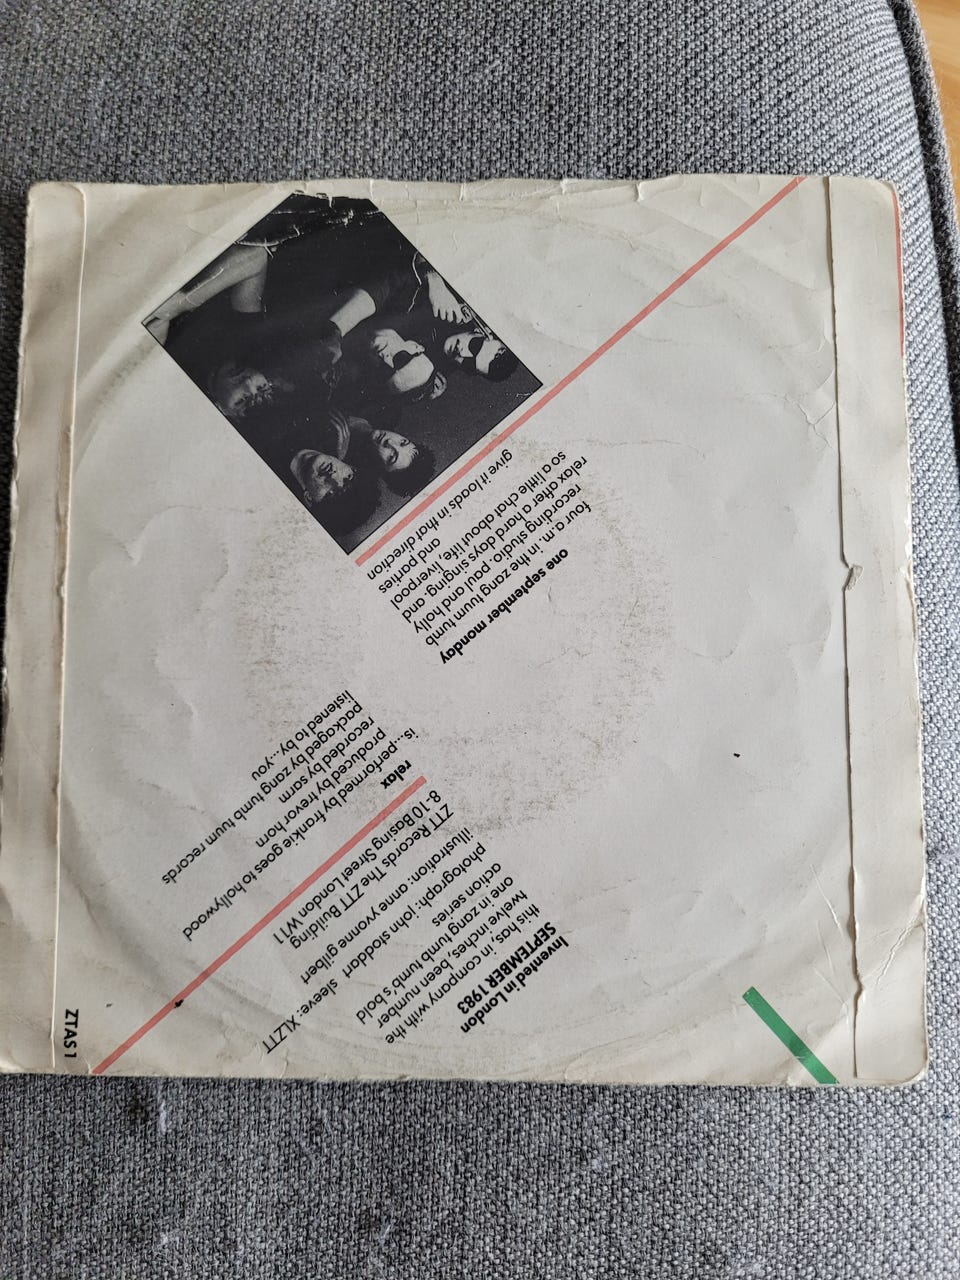 Invented in London
SEPTEMBER 1983
this has, in company with the
twelve inches, been number
one in zang tumb tumb's bold
action series
photograph: john stoddart sleeve: XLZTT
illustration: anne yvonne gilbert
ZTT Records The ZTT Building
8-10 Basing Street London W11
relax
is...performed by frankie goes to hollywood
produced by trevor horn
recorded by sarm
packaged by zang tumb tuum records
listened to by...you
one september monday
four a.m. in the zang tuum tumb
recording studio. paul and holly
relax after a hard days singing. and
so a little chat about life, liverpool
and parties
give it loads in that direction
ZTAS 1